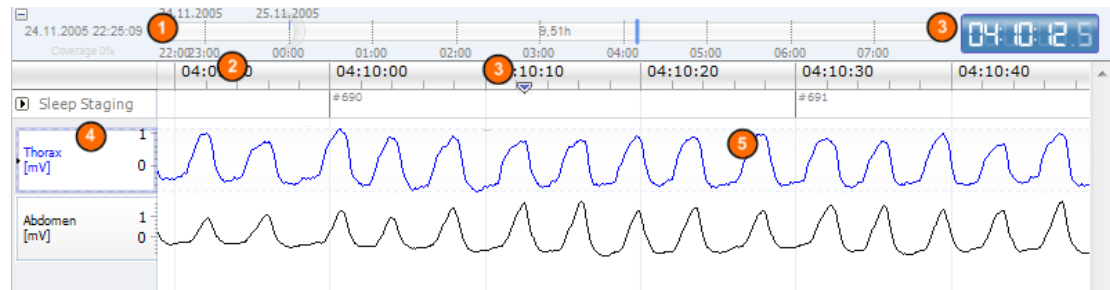 24.11.2005 25.11.2005
24.11.2005 22:25:09 1 9,51h 3 04:10:12.5
Coverage 0% 22:00 23:00 00:00 01:00 02:00 03:00 04:00 05:00 06:00 07:00
2 04:10:00 3 :10:10 04:10:20 04:10:30 04:10:40
Sleep Staging #690 #691
4 1 5
Thorax
[mV] 0
Abdomen 1
[mV] 0